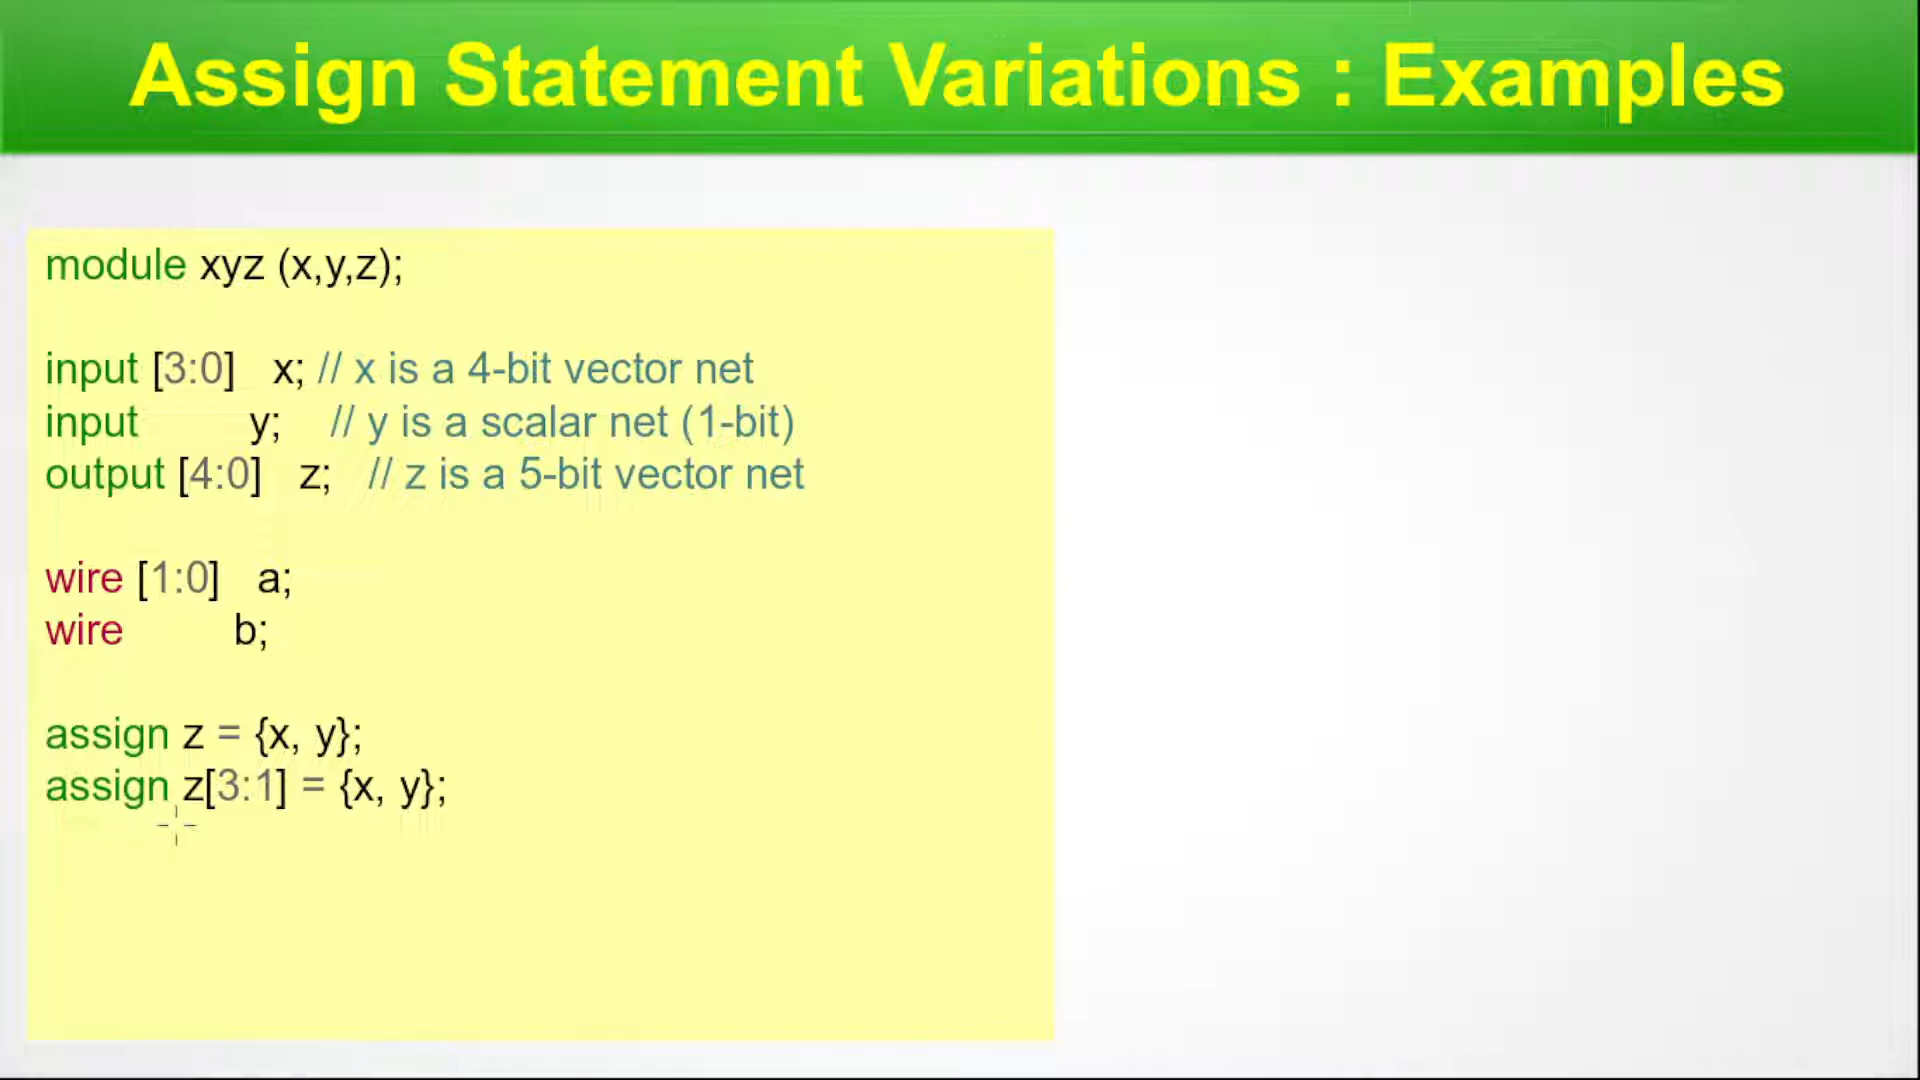 Assign Statement Variations : Examples
module xyz (x,y,z);
input [3:0] x; // x is a 4-bit vector net
input y; // y is a scalar net (1-bit)
output [4:0] z; // z is a 5-bit vector net
wire [1:0] a;
wire b;
assign z = {x, y};
assign z[3:1] = {x, y};